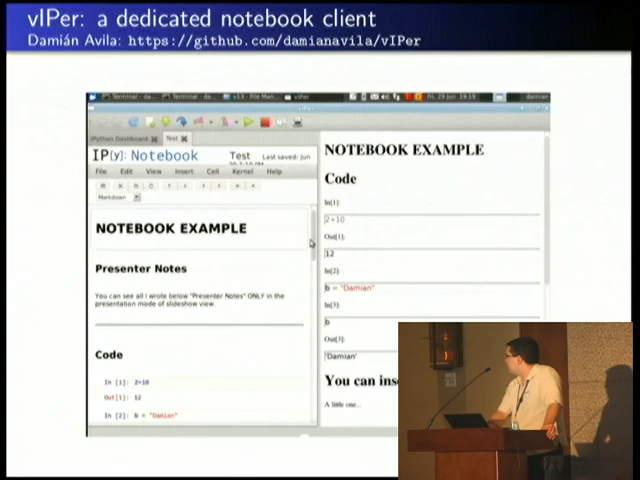 vIPer: a dedicated notebook client
Damián Avila: https://github.com/damianavila/vIPer
vIPer
IPython Dashboard
Test
IP[y]: Notebook
Test
Last saved: Jun
File Edit View Insert Cell Kernel Help
Markdown
NOTEBOOK EXAMPLE
Presenter Notes
You can see all I wrote below "Presenter Notes" ONLY in the
presentation mode of slideshow view.
Code
In [1]: 2+10
Out[1]: 12
In [2]: b = "Damian"
NOTEBOOK EXAMPLE
Code
In[1]:
2+10
Out[1]:
12
In[2]:
b = "Damian"
In[3]:
b
Out[3]:
'Damian'
You can inse
A little one...